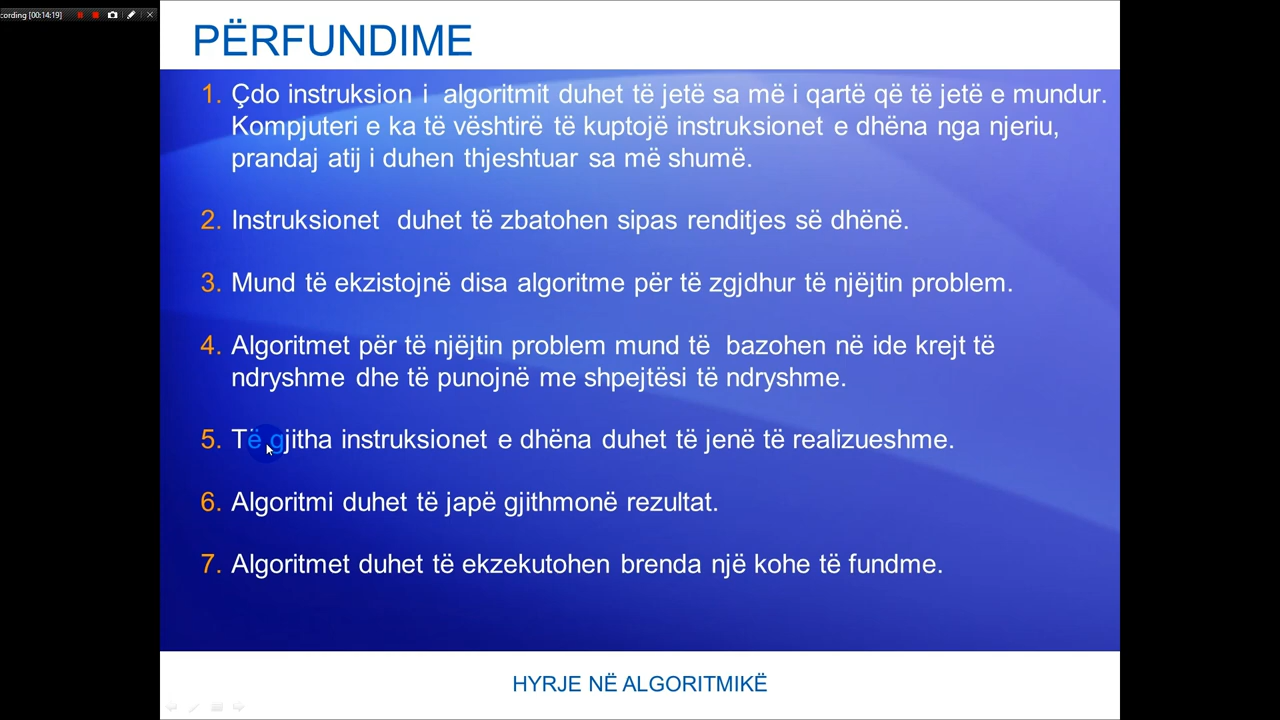 cording [00:14:19]
PËRFUNDIME
1. Çdo instruksion i algoritmit duhet të jetë sa më i qartë që të jetë e mundur.
Kompjuteri e ka të vështirë të kuptojë instruksionet e dhëna nga njeriu,
prandaj atij i duhen thjeshtuar sa më shumë.
2. Instruksionet duhet të zbatohen sipas renditjes së dhënë.
3. Mund të ekzistojnë disa algoritme për të zgjdhur të njëjtin problem.
4. Algoritmet për të njëjtin problem mund të bazohen në ide krejt të
ndryshme dhe të punojnë me shpejtësi të ndryshme.
5. Të gjitha instruksionet e dhëna duhet të jenë të realizueshme.
6. Algoritmi duhet të japë gjithmonë rezultat.
7. Algoritmet duhet të ekzekutohen brenda një kohe të fundme.
HYRJE NË ALGORITMIKË